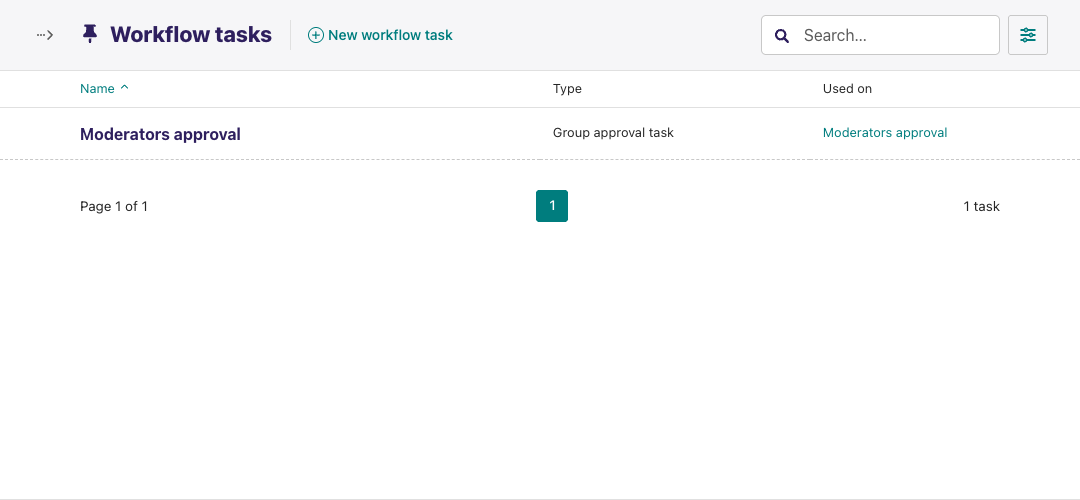 Workflow tasks
New workflow task
Search...
Name Type Used on
Moderators approval Group approval task Moderators approval
Page 1 of 1 1 1 task